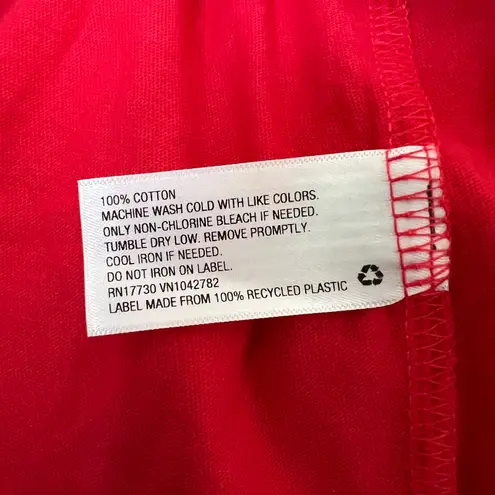 100% COTTON
MACHINE WASH COLD WITH LIKE COLORS.
ONLY NON-CHLORINE BLEACH IF NEEDED.
TUMBLE DRY LOW. REMOVE PROMPTLY.
COOL IRON IF NEEDED.
DO NOT IRON ON LABEL.
RN17730 VN1042782
LABEL MADE FROM 100% RECYCLED PLASTIC